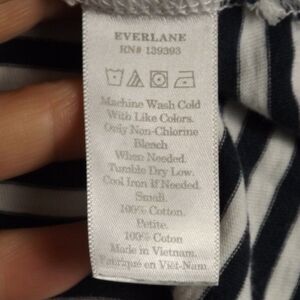 EVERLANE
RN# 139393
Machine Wash Cold
With Like Colors.
Only Non-Chlorine
Bleach
When Needed.
Tumble Dry Low.
Cool Iron If Needed.
Small.
100% Cotton.
Petite.
100% Coton
Made in Vietnam.
Fabriqué en Viêt-Nam